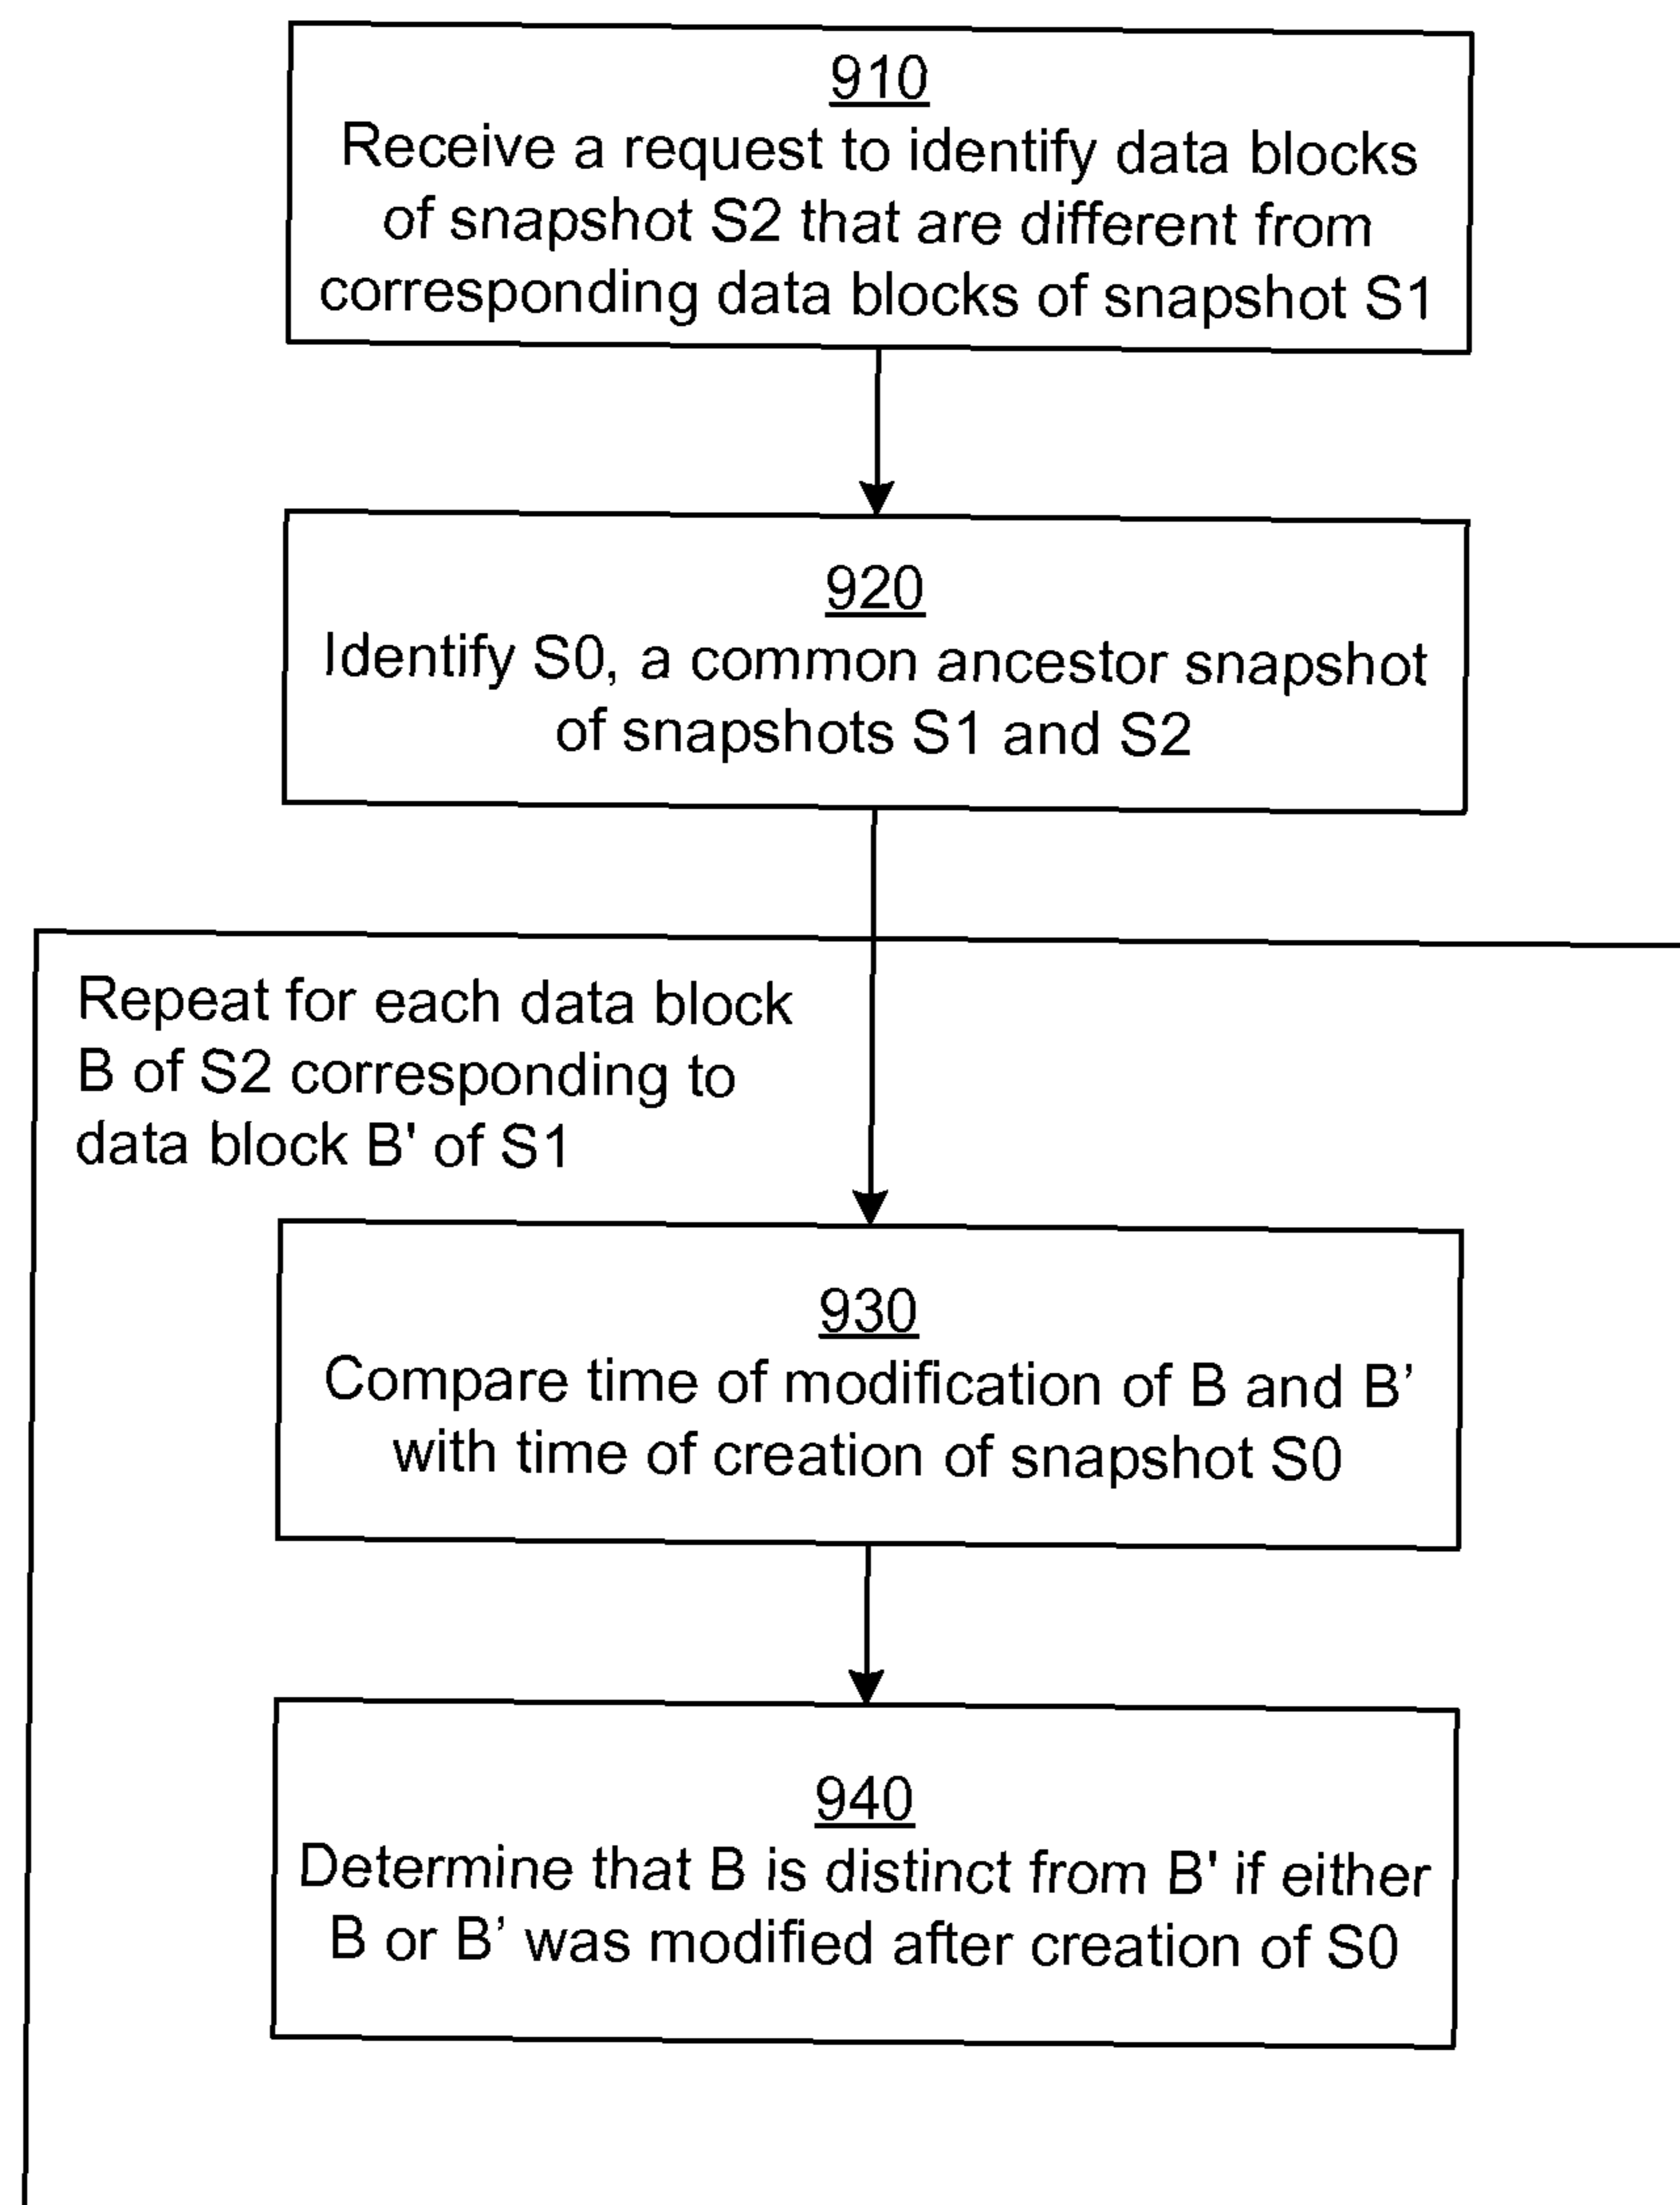 910
Receive a request to identify data blocks
of snapshot S2 that are different from
corresponding data blocks of snapshot S1
920
Identify S0, a common ancestor snapshot
of snapshots S1 and S2
Repeat for each data block
B of S2 corresponding to
data block B' of S1
930
Compare time of modification of B and B’
with time of creation of snapshot S0
940
Determine that B is distinct from B' if either
B or B’ was modified after creation of S0